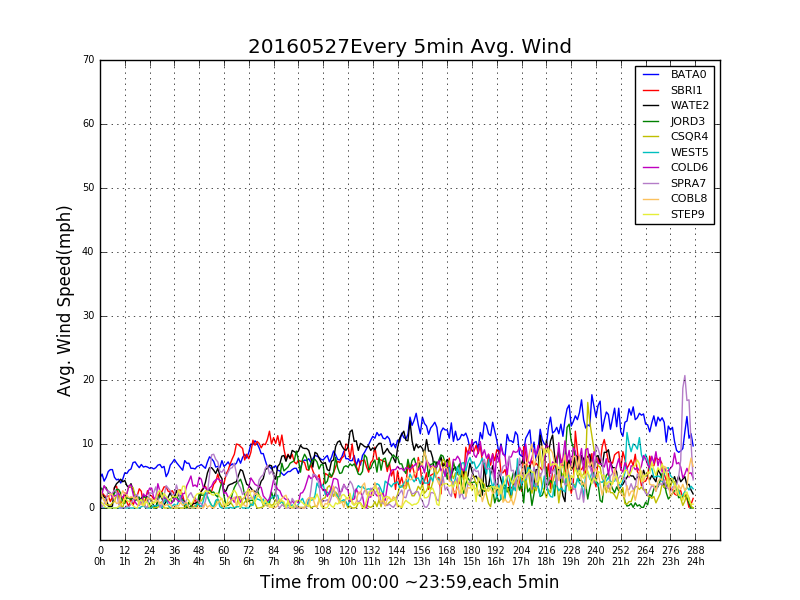 20160527Every 5min Avg. Wind
70
60
50
40
30
20
10
0
Avg. Wind Speed(mph)
BATA0
SBRI1
WATE2
JORD3
CSQR4
WEST5
COLD6
SPRA7
COBL8
STEP9
0 12 24 36 48 60 72 84 96 108 120 132 144 156 168 180 192 204 216 228 240 252 264 276 288
0h 1h 2h 3h 4h 5h 6h 7h 8h 9h 10h 11h 12h 13h 14h 15h 16h 17h 18h 19h 20h 21h 22h 23h 24h
Time from 00:00 ~23:59,each 5min